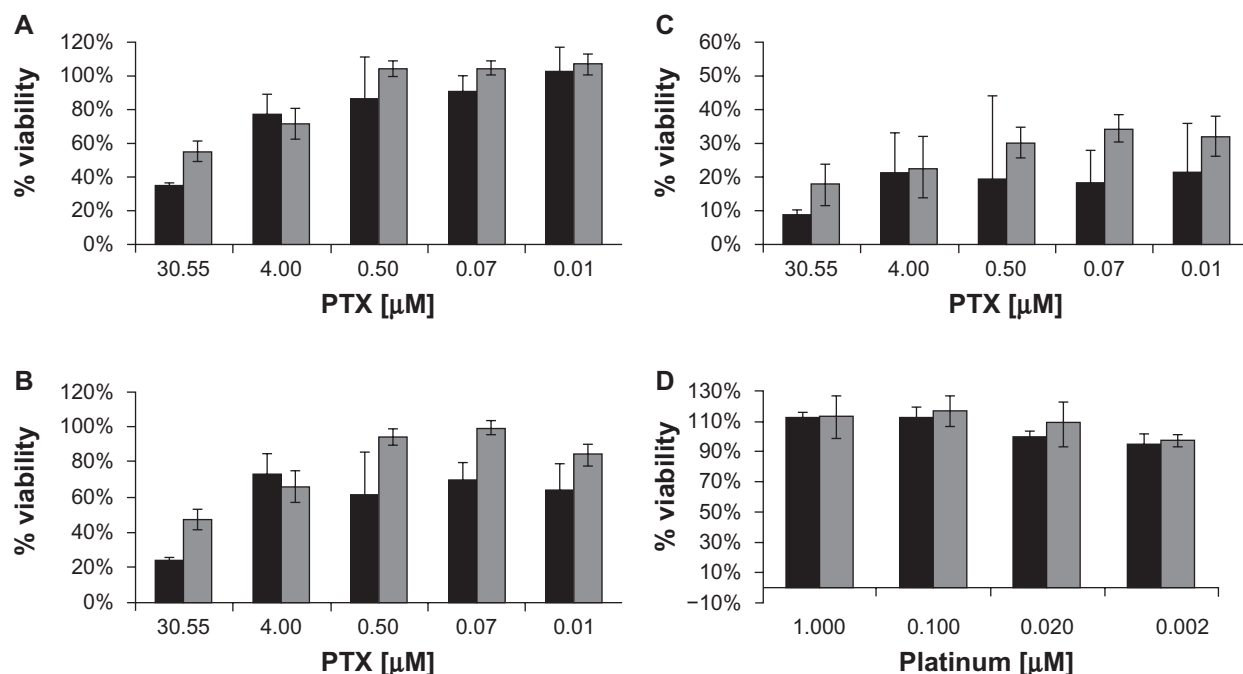 A
% viability
120%
100%
80%
60%
40%
20%
0%
30.55 4.00 0.50 0.07 0.01
PTX [μM]
C
% viability
60%
50%
40%
30%
20%
10%
0%
30.55 4.00 0.50 0.07 0.01
PTX [μM]
B
% viability
120%
100%
80%
60%
40%
20%
0%
30.55 4.00 0.50 0.07 0.01
PTX [μM]
D
% viability
130%
110%
90%
70%
50%
30%
10%
−10%
1.000 0.100 0.020 0.002
Platinum [μM]